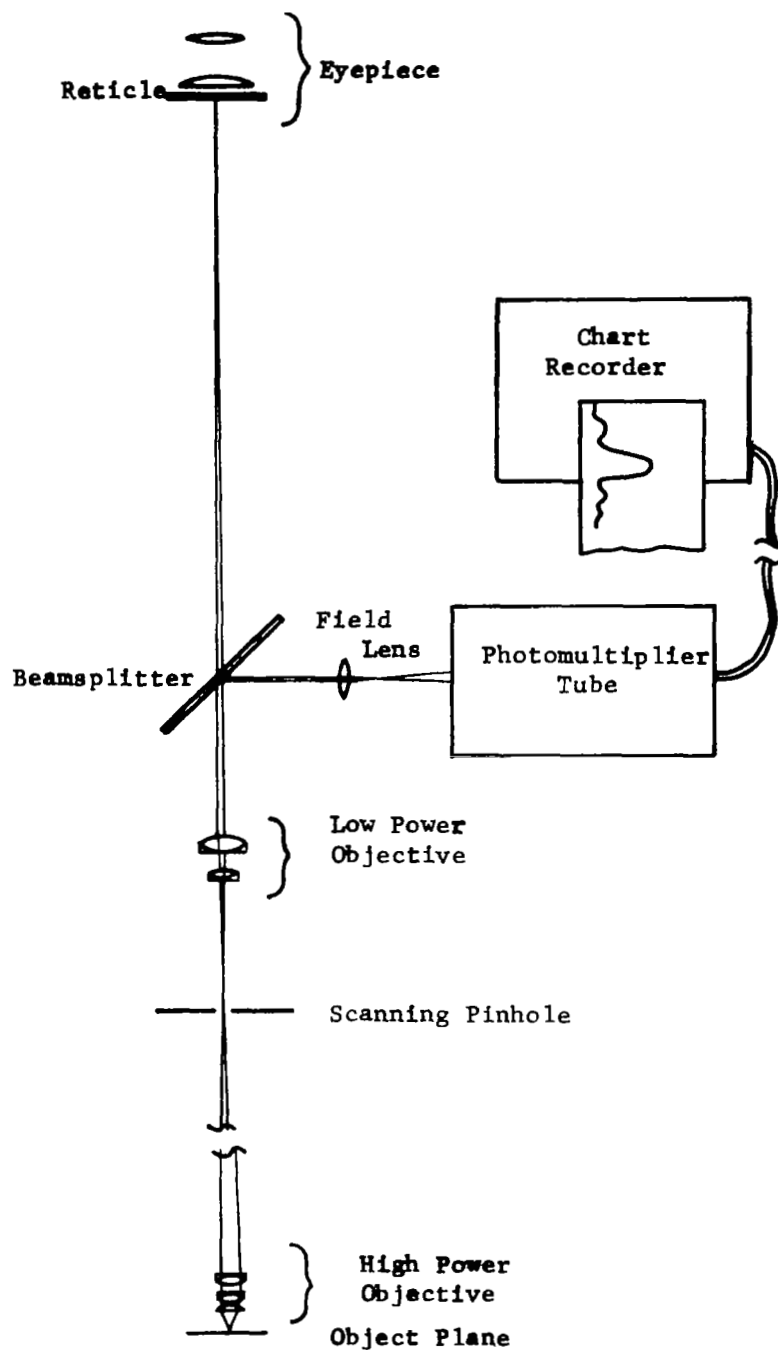 Eyepiece
Reticle
Chart
Recorder
Field
Lens
Beamsplitter
Photomultiplier
Tube
Low Power
Objective
Scanning Pinhole
High Power
Objective
Object Plane